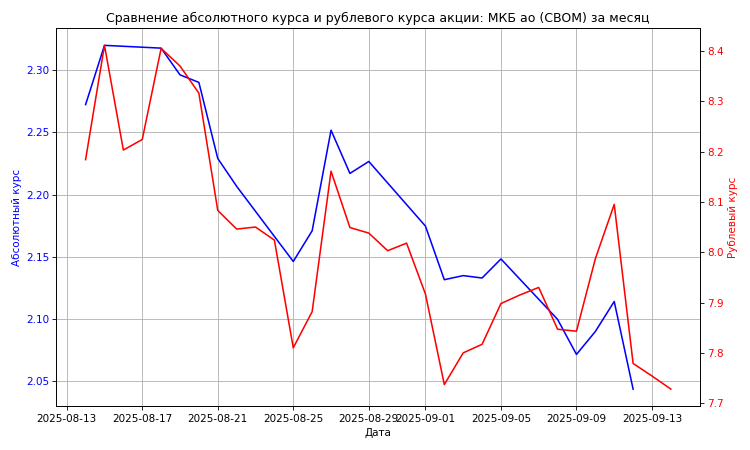 Сравнение абсолютного курса и рублевого курса акции: МКБ ао (CBOM) за месяц
Абсолютный курс
2.30
2.25
2.20
2.15
2.10
2.05
8.4
8.3
8.2
8.1
8.0
7.9
7.8
7.7
Рублевый курс
2025-08-13 2025-08-17 2025-08-21 2025-08-25 2025-08-29 2025-09-01 2025-09-05 2025-09-09 2025-09-13
Дата